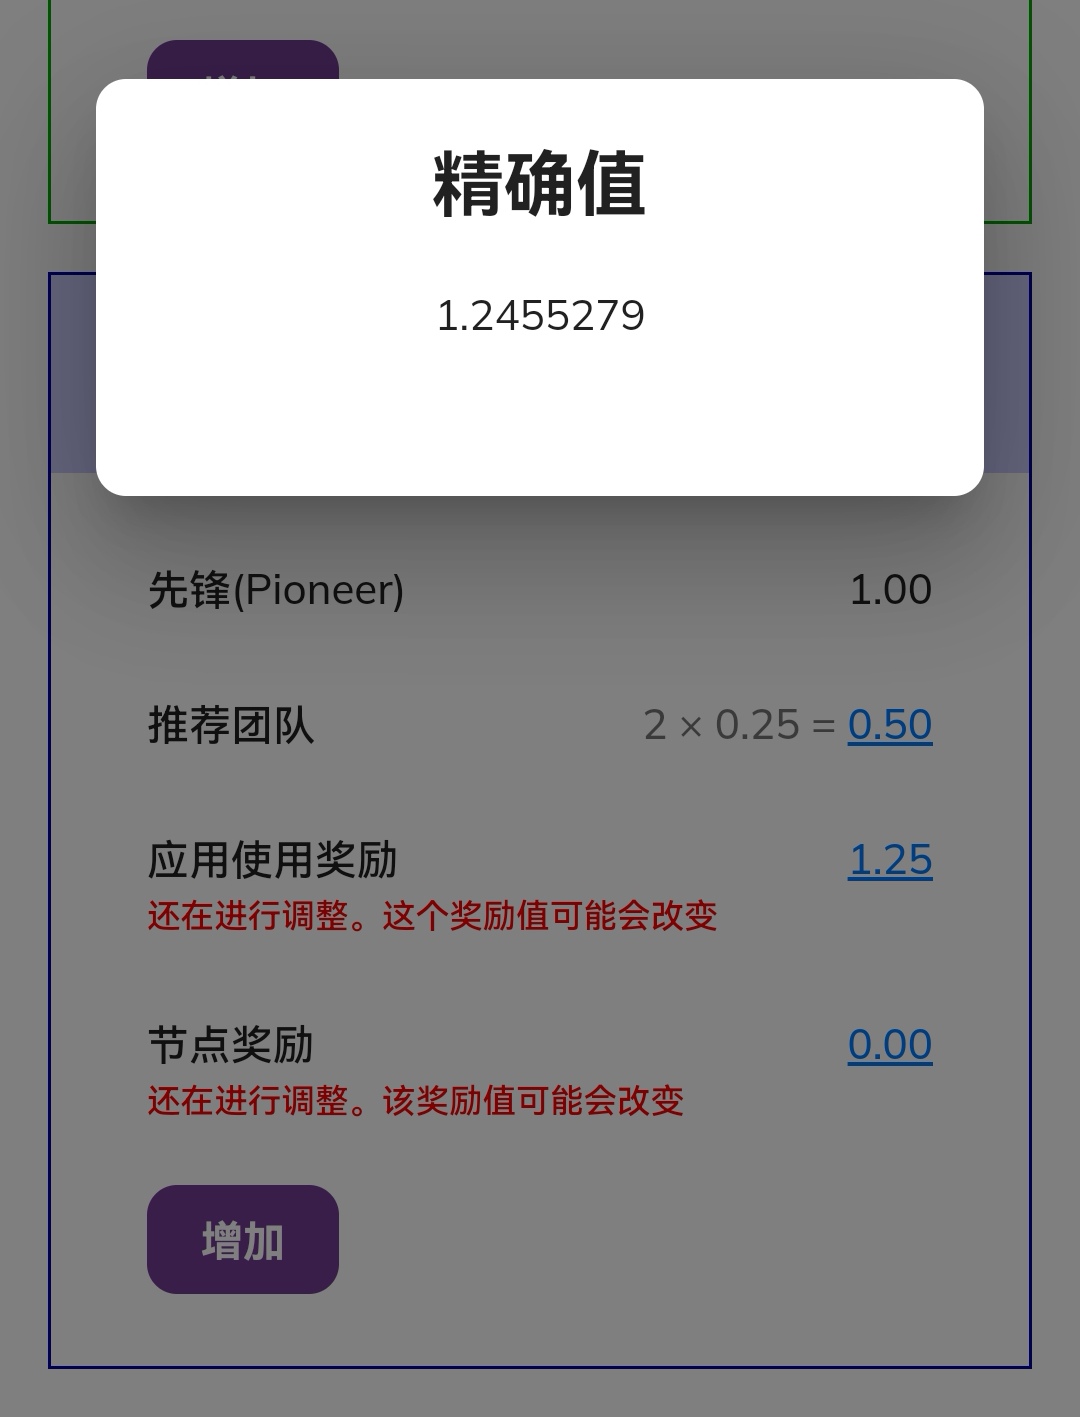 精确值
1.2455279
先锋(Pioneer) 1.00
推荐团队 2 × 0.25 = 0.50
应用使用奖励 1.25
还在进行调整。这个奖励值可能会改变
节点奖励 0.00
还在进行调整。该奖励值可能会改变
增加